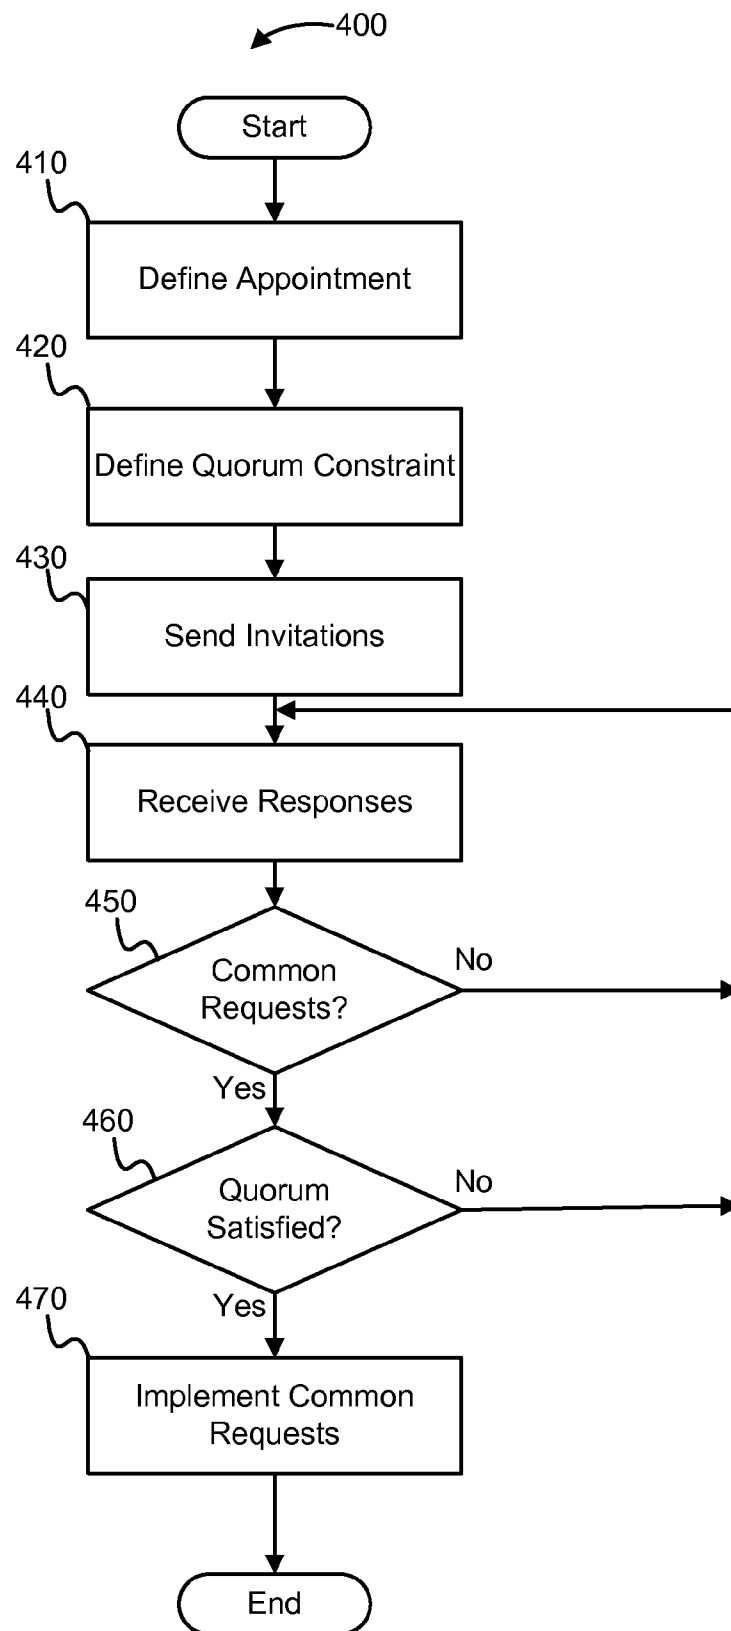 400
Start
410
Define Appointment
420
Define Quorum Constraint
430
Send Invitations
440
Receive Responses
450
Common
Requests?
No
Yes
460
Quorum
Satisfied?
No
Yes
470
Implement Common
Requests
End